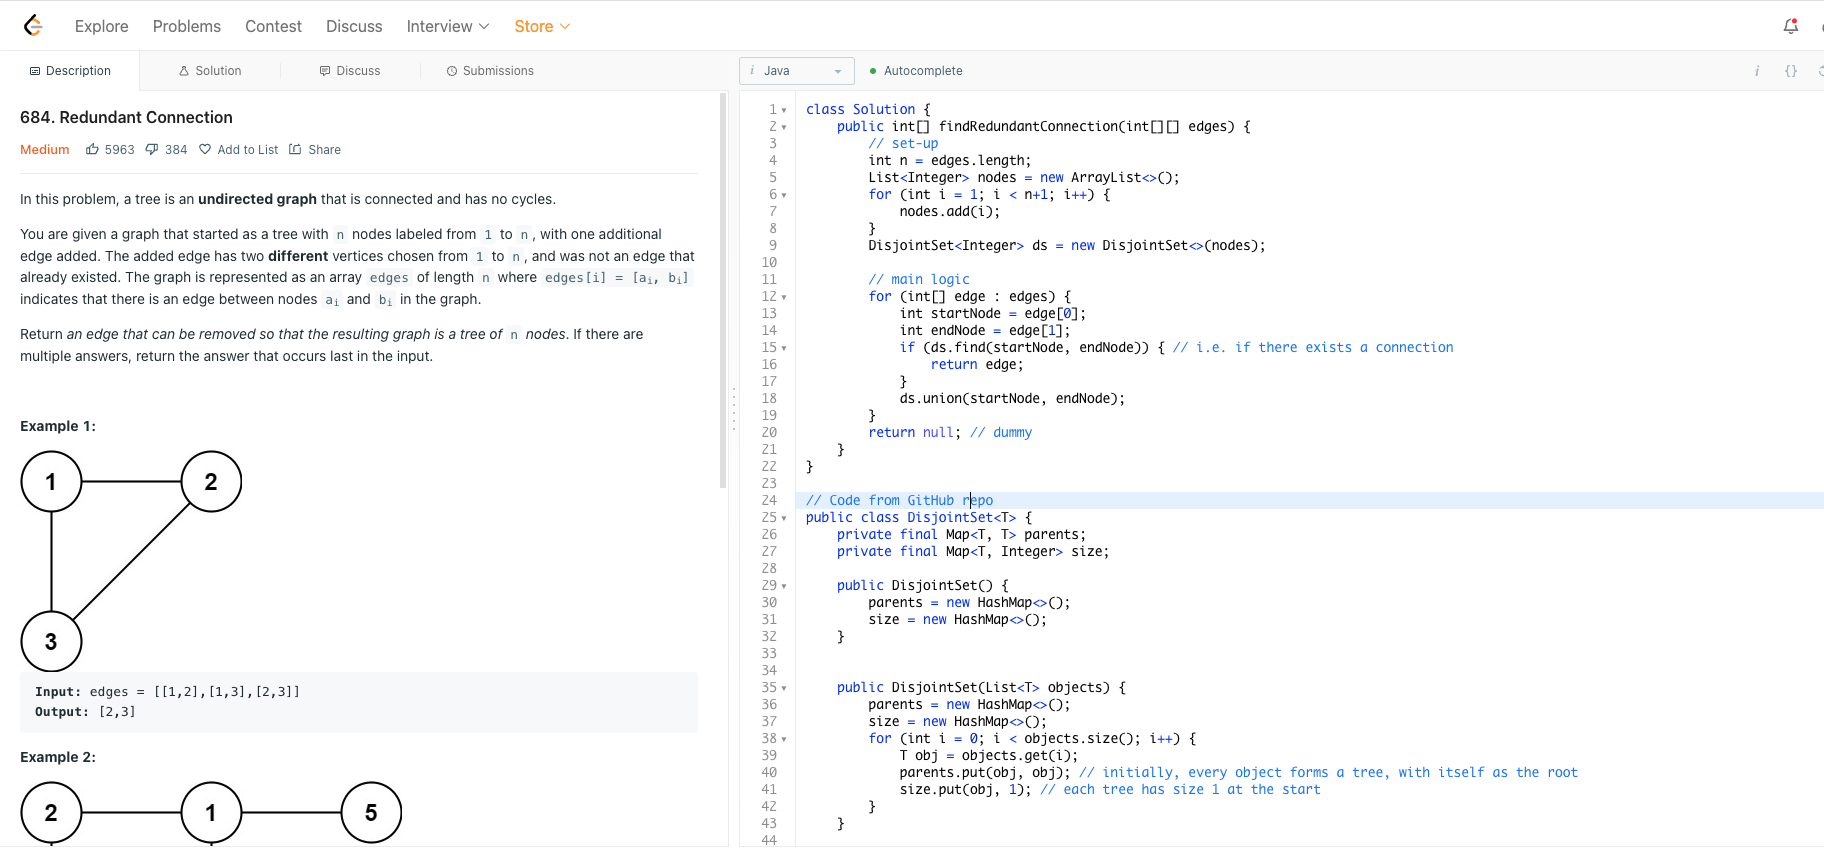 Explore Problems Contest Discuss Interview Store
Description Solution Discuss Submissions
684. Redundant Connection
Medium 5963 384 Add to List Share
In this problem, a tree is an undirected graph that is connected and has no cycles.
You are given a graph that started as a tree with n nodes labeled from 1 to n, with one additional
edge added. The added edge has two different vertices chosen from 1 to n, and was not an edge that
already existed. The graph is represented as an array edges of length n where edges[i] = [ai, bi]
indicates that there is an edge between nodes ai and bi in the graph.
Return an edge that can be removed so that the resulting graph is a tree of n nodes. If there are
multiple answers, return the answer that occurs last in the input.
Example 1:
1 2
3
Input: edges = [[1,2],[1,3],[2,3]]
Output: [2,3]
Example 2:
2 1 5
i Java Autocomplete i {}
1 class Solution {
2 public int[] findRedundantConnection(int[][] edges) {
3 // set-up
4 int n = edges.length;
5 List<Integer> nodes = new ArrayList<>();
6 for (int i = 1; i < n+1; i++) {
7 nodes.add(i);
8 }
9 DisjointSet<Integer> ds = new DisjointSet<>(nodes);
10
11 // main logic
12 for (int[] edge : edges) {
13 int startNode = edge[0];
14 int endNode = edge[1];
15 if (ds.find(startNode, endNode)) { // i.e. if there exists a connection
16 return edge;
17 }
18 ds.union(startNode, endNode);
19 }
20 return null; // dummy
21 }
22 }
23
24 // Code from GitHub repo
25 public class DisjointSet<T> {
26 private final Map<T, T> parents;
27 private final Map<T, Integer> size;
28
29 public DisjointSet() {
30 parents = new HashMap<>();
31 size = new HashMap<>();
32 }
33
34
35 public DisjointSet(List<T> objects) {
36 parents = new HashMap<>();
37 size = new HashMap<>();
38 for (int i = 0; i < objects.size(); i++) {
39 T obj = objects.get(i);
40 parents.put(obj, obj); // initially, every object forms a tree, with itself as the root
41 size.put(obj, 1); // each tree has size 1 at the start
42 }
43 }
44